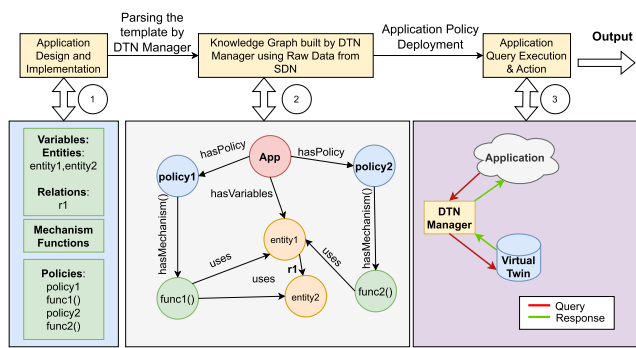 Parsing the
template by
DTN Manager
Application Policy
Deployment
Output
Application
Design and
Implementation
Knowledge Graph built by DTN
Manager using Raw Data from
SDN
Application
Query Execution
& Action
1
2
3
Variables:
Entities:
entity1,entity2
Relations:
r1
Mechanism
Functions
Policies:
policy1
func1()
policy2
func2()
App
hasPolicy
hasPolicy
policy1
policy2
hasVariables
hasMechanism()
hasMechanism()
entity1
uses
uses
uses
r1
func1()
entity2
func2()
Application
DTN
Manager
Virtual
Twin
Query
Response